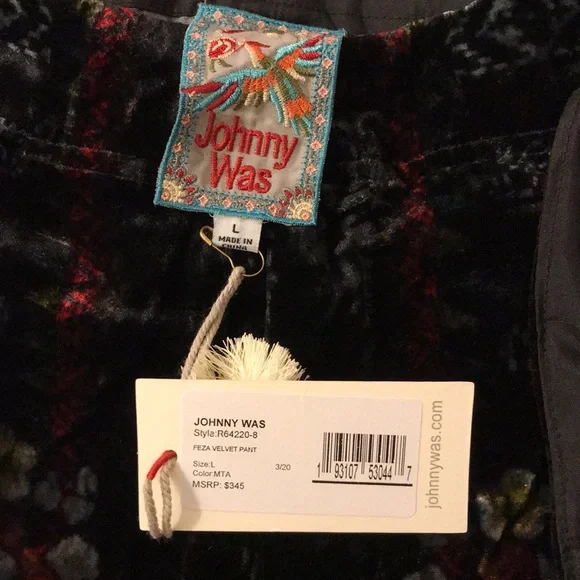 Johnny
Was
L
MADE IN
CHINA
JOHNNY WAS
Style:R64220-8
FEZA VELVET PANT
Size:L 3/20
Color:MTA
MSRP: $345
1 93107 53044 7
johnnywas.com